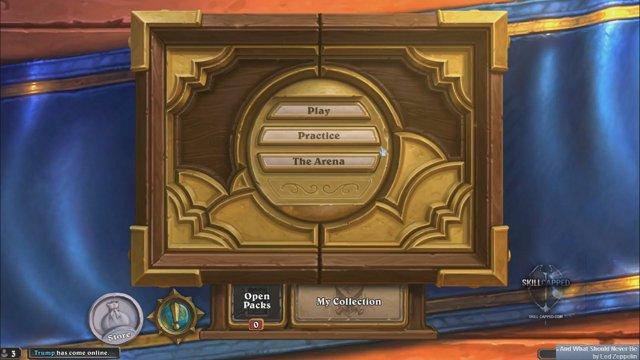 Play
Practice
The Arena
Open
Packs
0
My Collection
Store
SKILLCAPPED
SKILL-CAPPED.COM
3
Trump has come online.
And What Should Never Be
by Led Zeppelin